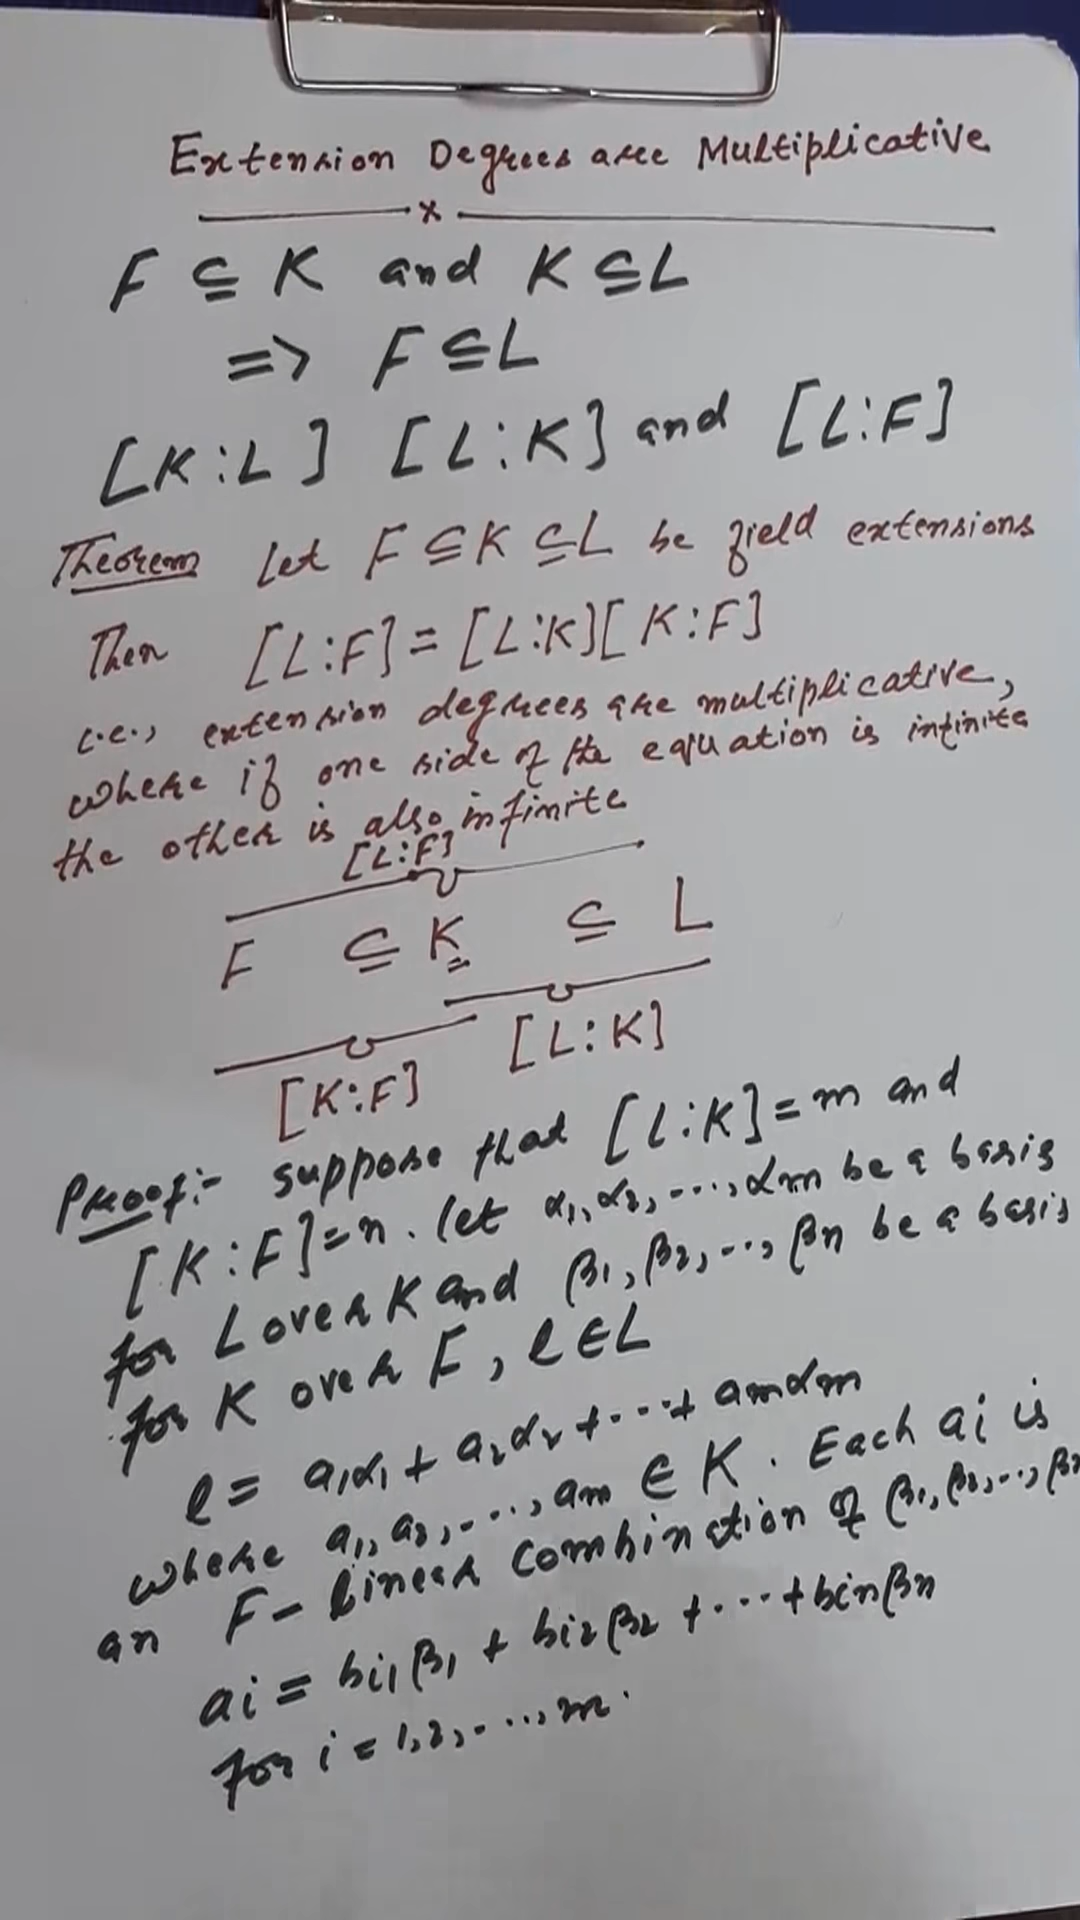 Extension Degrees are Multiplicative
x
F ⊆ K and K ⊆ L
=> F ⊆ L
[K:L] [L:K] and [L:F]
Theorem Let F ⊆ K ⊆ L be field extensions
Then [L:F] = [L:K][K:F]
i.e., extension degrees are multiplicative,
where if one side of the equation is infinite
the other is also infinite
[L:F]
F ⊆ K ⊆ L
[L:K]
[K:F]
Proof:- suppose that [L:K] = m and
[K:F] = n. let α1, α2, ..., αm be a basis
for L over K and β1, β2, ..., βn be a basis
for K over F, l ∈ L
l = a1α1 + a2α2 + ... + amαm
where a1, a2, ..., am ∈ K. Each ai is
an F-linear combination of β1, β2, ..., βn
ai = bi1β1 + bi2β2 + ... + binβn
for i = 1, 2, ..., m.